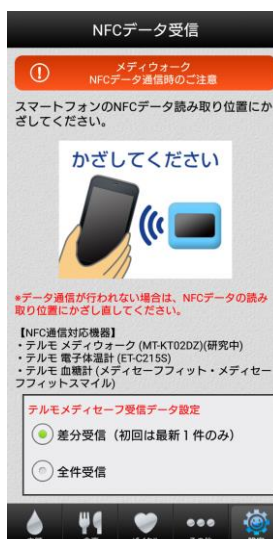 NFCデータ受信
メディウォーク
NFCデータ通信時のご注意
スマートフォンのNFCデータ読み取り位置にか
ざしてください。
かざしてください
※データ通信が行われない場合は、NFCデータの読み
取り位置にかざし直してください。
【NFC通信対応機器】
・テルモ メディウォーク (MT-KT02DZ)(研究中)
・テルモ 電子体温計 (ET-C215S)
・テルモ 血糖計 (メディセーフフィット・メディセー
フフィットスマイル)
テルモメディセーフ受信データ設定
差分受信（初回は最新１件のみ）
全件受信